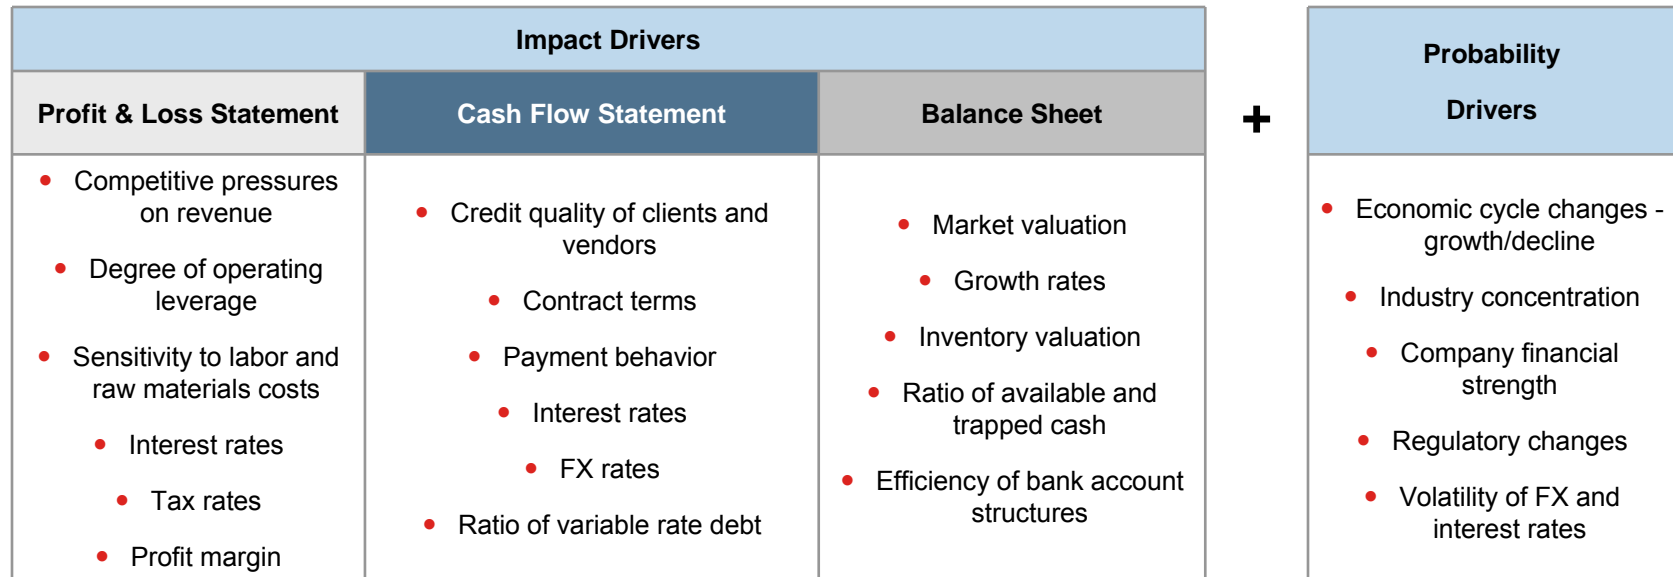 Impact Drivers
Profit & Loss Statement
Cash Flow Statement
Balance Sheet
• Competitive pressures
on revenue
• Degree of operating
leverage
• Sensitivity to labor and
raw materials costs
• Interest rates
• Tax rates
• Profit margin
• Credit quality of clients and
vendors
• Contract terms
• Payment behavior
• Interest rates
• FX rates
• Ratio of variable rate debt
• Market valuation
• Growth rates
• Inventory valuation
• Ratio of available and
trapped cash
• Efficiency of bank account
structures
+
Probability
Drivers
• Economic cycle changes -
growth/decline
• Industry concentration
• Company financial
strength
• Regulatory changes
• Volatility of FX and
interest rates